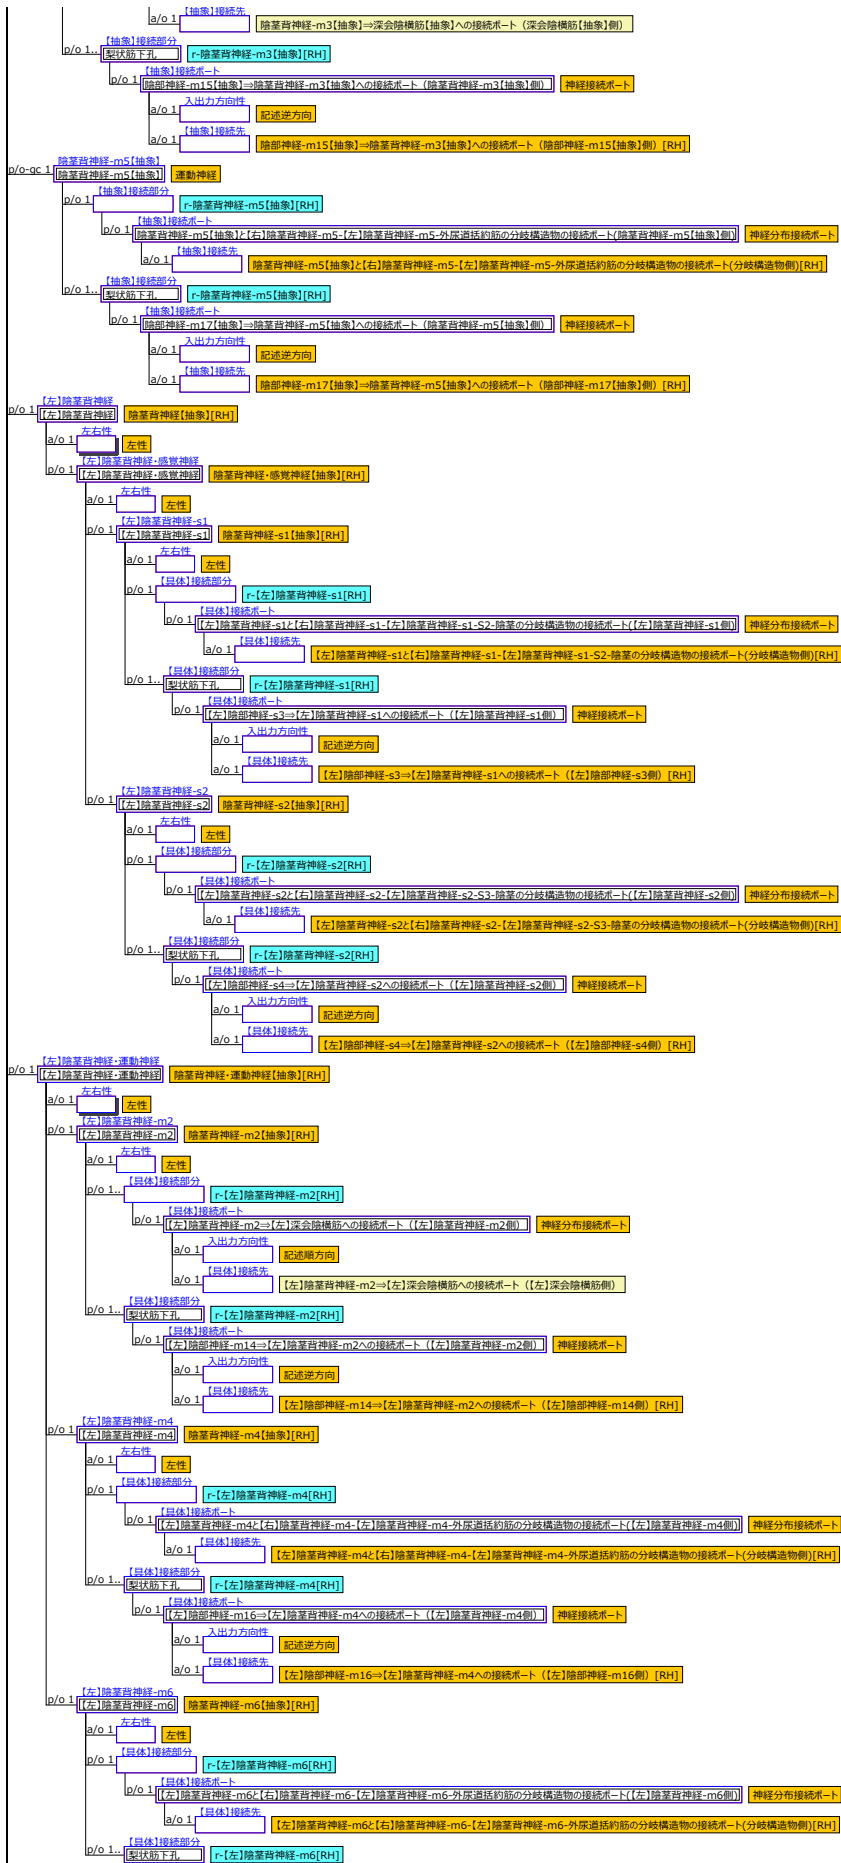 a/o 1 【抽象】接続先 陰茎背神経-m3【抽象】⇒深会陰横筋【抽象】への接続ポート（深会陰横筋【抽象】側）
【抽象】接続部分
p/o 1.. 梨状筋下孔 r-陰茎背神経-m3【抽象】[RH]
【抽象】接続ポート
p/o 1 陰部神経-m15【抽象】⇒陰茎背神経-m3【抽象】への接続ポート（陰茎背神経-m3【抽象】側） 神経接続ポート
入出力方向性
a/o 1 記述逆方向
【抽象】接続先
a/o 1 陰部神経-m15【抽象】⇒陰茎背神経-m3【抽象】への接続ポート（陰部神経-m15【抽象】側）[RH]
陰茎背神経-m5【抽象】
p/o-gc 1 陰茎背神経-m5【抽象】 運動神経
【抽象】接続部分
p/o 1 r-陰茎背神経-m5【抽象】[RH]
【抽象】接続ポート
p/o 1 陰茎背神経-m5【抽象】と【右】陰茎背神経-m5-【左】陰茎背神経-m5-外尿道括約筋の分岐構造物の接続ポート(陰茎背神経-m5【抽象】側) 神経分布接続ポート
【抽象】接続先
a/o 1 陰茎背神経-m5【抽象】と【右】陰茎背神経-m5-【左】陰茎背神経-m5-外尿道括約筋の分岐構造物の接続ポート(分岐構造物側)[RH]
【抽象】接続部分
p/o 1.. 梨状筋下孔 r-陰茎背神経-m5【抽象】[RH]
【抽象】接続ポート
p/o 1 陰部神経-m17【抽象】⇒陰茎背神経-m5【抽象】への接続ポート（陰茎背神経-m5【抽象】側） 神経接続ポート
入出力方向性
a/o 1 記述逆方向
【抽象】接続先
a/o 1 陰部神経-m17【抽象】⇒陰茎背神経-m5【抽象】への接続ポート（陰部神経-m17【抽象】側）[RH]
【左】陰茎背神経
p/o 1 【左】陰茎背神経 陰茎背神経【抽象】[RH]
左右性
a/o 1 左性
【左】陰茎背神経・感覚神経
p/o 1 【左】陰茎背神経・感覚神経 陰茎背神経・感覚神経【抽象】[RH]
左右性
a/o 1 左性
【左】陰茎背神経-s1
p/o 1 【左】陰茎背神経-s1 陰茎背神経-s1【抽象】[RH]
左右性
a/o 1 左性
【具体】接続部分
p/o 1 r-【左】陰茎背神経-s1[RH]
【具体】接続ポート
p/o 1 【左】陰茎背神経-s1と【右】陰茎背神経-s1-【左】陰茎背神経-s1-S2-陰茎の分岐構造物の接続ポート(【左】陰茎背神経-s1側) 神経分布接続ポート
【具体】接続先
a/o 1 【左】陰茎背神経-s1と【右】陰茎背神経-s1-【左】陰茎背神経-s1-S2-陰茎の分岐構造物の接続ポート(分岐構造物側)[RH]
【具体】接続部分
p/o 1.. 梨状筋下孔 r-【左】陰茎背神経-s1[RH]
【具体】接続ポート
p/o 1 【左】陰部神経-s3⇒【左】陰茎背神経-s1への接続ポート（【左】陰茎背神経-s1側） 神経接続ポート
入出力方向性
a/o 1 記述逆方向
【具体】接続先
a/o 1 【左】陰部神経-s3⇒【左】陰茎背神経-s1への接続ポート（【左】陰部神経-s3側）[RH]
【左】陰茎背神経-s2
p/o 1 【左】陰茎背神経-s2 陰茎背神経-s2【抽象】[RH]
左右性
a/o 1 左性
【具体】接続部分
p/o 1 r-【左】陰茎背神経-s2[RH]
【具体】接続ポート
p/o 1 【左】陰茎背神経-s2と【右】陰茎背神経-s2-【左】陰茎背神経-s2-S3-陰茎の分岐構造物の接続ポート(【左】陰茎背神経-s2側) 神経分布接続ポート
【具体】接続先
a/o 1 【左】陰茎背神経-s2と【右】陰茎背神経-s2-【左】陰茎背神経-s2-S3-陰茎の分岐構造物の接続ポート(分岐構造物側)[RH]
【具体】接続部分
p/o 1.. 梨状筋下孔 r-【左】陰茎背神経-s2[RH]
【具体】接続ポート
p/o 1 【左】陰部神経-s4⇒【左】陰茎背神経-s2への接続ポート（【左】陰茎背神経-s2側） 神経接続ポート
入出力方向性
a/o 1 記述逆方向
【具体】接続先
a/o 1 【左】陰部神経-s4⇒【左】陰茎背神経-s2への接続ポート（【左】陰部神経-s4側）[RH]
【左】陰茎背神経・運動神経
p/o 1 【左】陰茎背神経・運動神経 陰茎背神経・運動神経【抽象】[RH]
左右性
a/o 1 左性
【左】陰茎背神経-m2
p/o 1 【左】陰茎背神経-m2 陰茎背神経-m2【抽象】[RH]
左右性
a/o 1 左性
【具体】接続部分
p/o 1.. r-【左】陰茎背神経-m2[RH]
【具体】接続ポート
p/o 1 【左】陰茎背神経-m2⇒【左】深会陰横筋への接続ポート（【左】陰茎背神経-m2側） 神経分布接続ポート
入出力方向性
a/o 1 記述順方向
【具体】接続先
a/o 1 【左】陰茎背神経-m2⇒【左】深会陰横筋への接続ポート（【左】深会陰横筋側）
【具体】接続部分
p/o 1.. 梨状筋下孔 r-【左】陰茎背神経-m2[RH]
【具体】接続ポート
p/o 1 【左】陰部神経-m14⇒【左】陰茎背神経-m2への接続ポート（【左】陰茎背神経-m2側） 神経接続ポート
入出力方向性
a/o 1 記述逆方向
【具体】接続先
a/o 1 【左】陰部神経-m14⇒【左】陰茎背神経-m2への接続ポート（【左】陰部神経-m14側）[RH]
【左】陰茎背神経-m4
p/o 1 【左】陰茎背神経-m4 陰茎背神経-m4【抽象】[RH]
左右性
a/o 1 左性
【具体】接続部分
p/o 1 r-【左】陰茎背神経-m4[RH]
【具体】接続ポート
p/o 1 【左】陰茎背神経-m4と【右】陰茎背神経-m4-【左】陰茎背神経-m4-外尿道括約筋の分岐構造物の接続ポート(【左】陰茎背神経-m4側) 神経分布接続ポート
【具体】接続先
a/o 1 【左】陰茎背神経-m4と【右】陰茎背神経-m4-【左】陰茎背神経-m4-外尿道括約筋の分岐構造物の接続ポート(分岐構造物側)[RH]
【具体】接続部分
p/o 1.. 梨状筋下孔 r-【左】陰茎背神経-m4[RH]
【具体】接続ポート
p/o 1 【左】陰部神経-m16⇒【左】陰茎背神経-m4への接続ポート（【左】陰茎背神経-m4側） 神経接続ポート
入出力方向性
a/o 1 記述逆方向
【具体】接続先
a/o 1 【左】陰部神経-m16⇒【左】陰茎背神経-m4への接続ポート（【左】陰部神経-m16側）[RH]
【左】陰茎背神経-m6
p/o 1 【左】陰茎背神経-m6 陰茎背神経-m6【抽象】[RH]
左右性
a/o 1 左性
【具体】接続部分
p/o 1 r-【左】陰茎背神経-m6[RH]
【具体】接続ポート
p/o 1 【左】陰茎背神経-m6と【右】陰茎背神経-m6-【左】陰茎背神経-m6-外尿道括約筋の分岐構造物の接続ポート(【左】陰茎背神経-m6側) 神経分布接続ポート
【具体】接続先
a/o 1 【左】陰茎背神経-m6と【右】陰茎背神経-m6-【左】陰茎背神経-m6-外尿道括約筋の分岐構造物の接続ポート(分岐構造物側)[RH]
【具体】接続部分
p/o 1.. 梨状筋下孔 r-【左】陰茎背神経-m6[RH]